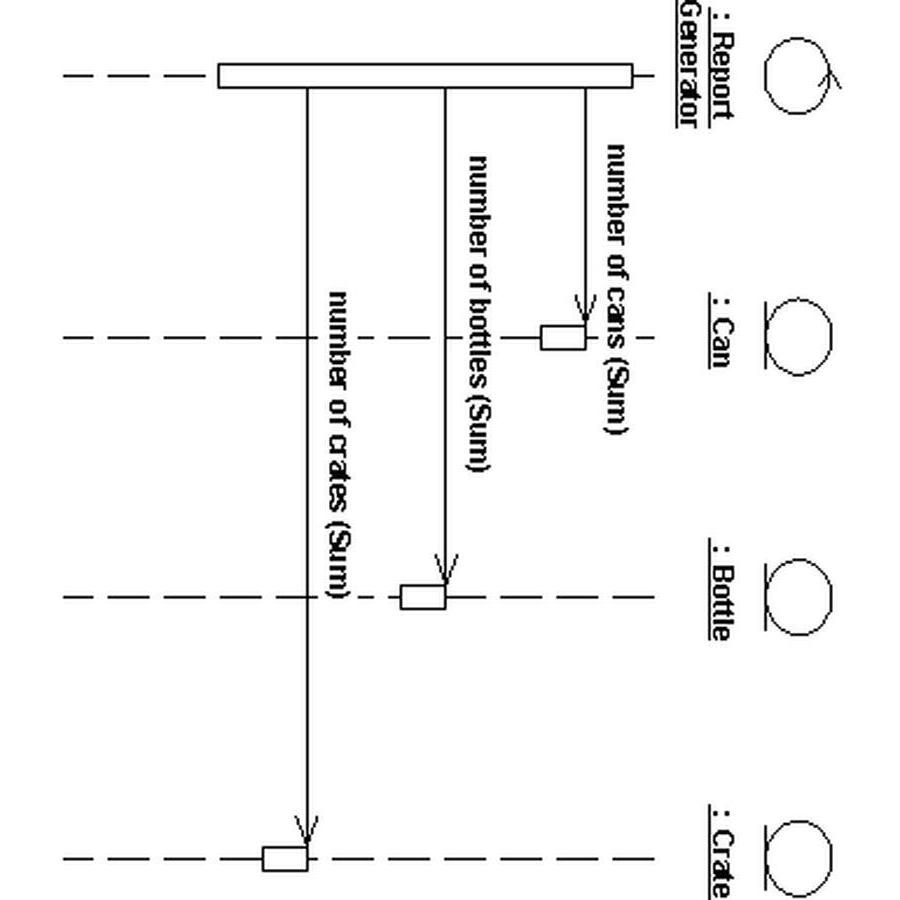 : Report
Generator
: Can
: Bottle
: Crate
number of cans (Sum)
number of bottles (Sum)
number of crates (Sum)